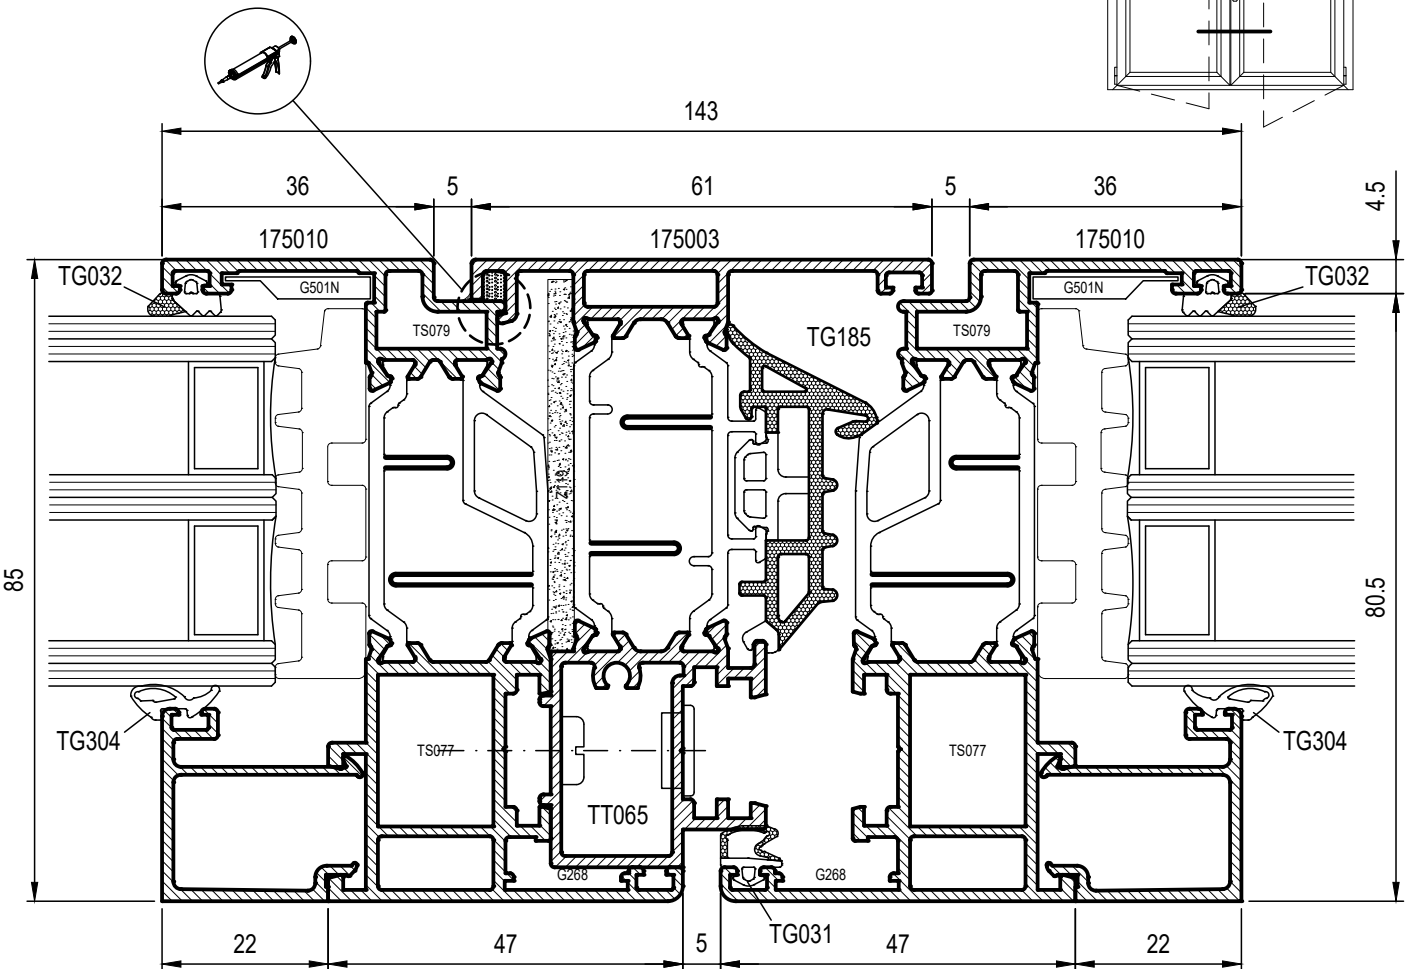 143
36 5 61 5 36
4.5
175010 175003 175010
TG032 TG032
G501N G501N
TS079 TG185 TS079
85
80.5
TG304 TS077 TS077 TG304
TT065
G268 G268
TG031
22 47 5 47 22